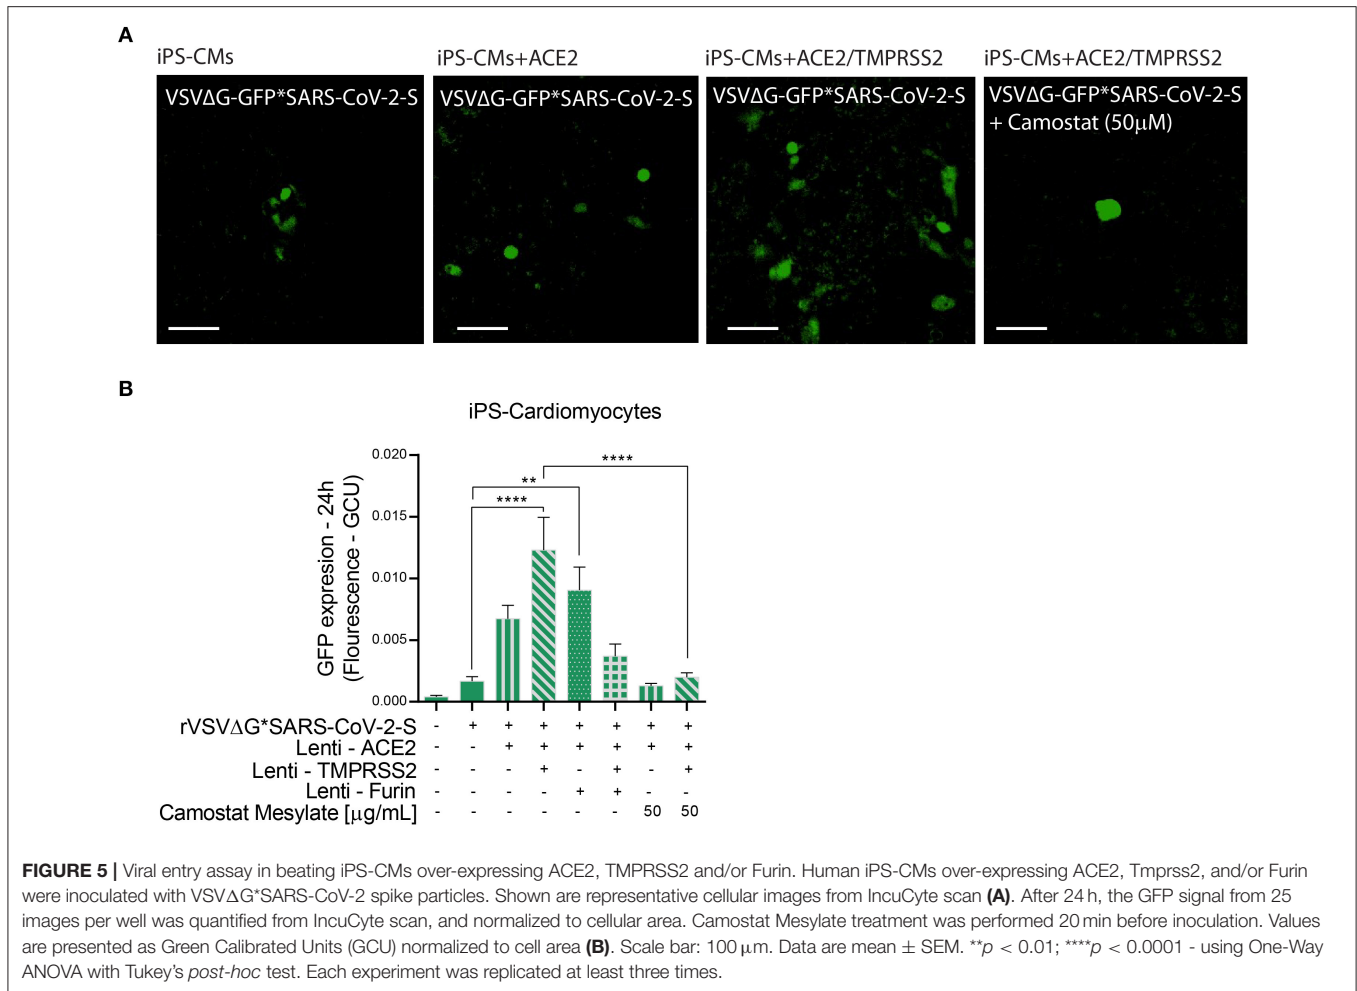 A
iPS-CMs
iPS-CMs+ACE2
iPS-CMs+ACE2/TMPRSS2
iPS-CMs+ACE2/TMPRSS2
VSVΔG-GFP*SARS-CoV-2-S
VSVΔG-GFP*SARS-CoV-2-S
VSVΔG-GFP*SARS-CoV-2-S
VSVΔG-GFP*SARS-CoV-2-S
+ Camostat (50μM)
B
iPS-Cardiomyocytes
GFP expresion - 24h
(Flourescence - GCU)
0.020
0.015
0.010
0.005
0.000
****
**
****
rVSVΔG*SARS-CoV-2-S - + + + + + + +
Lenti - ACE2 - - + + + + + +
Lenti - TMPRSS2 - - - + - + - +
Lenti - Furin - - - - + + - -
Camostat Mesylate [μg/mL] - - - - - - 50 50
FIGURE 5 | Viral entry assay in beating iPS-CMs over-expressing ACE2, TMPRSS2 and/or Furin. Human iPS-CMs over-expressing ACE2, Tmprss2, and/or Furin
were inoculated with VSVΔG*SARS-CoV-2 spike particles. Shown are representative cellular images from IncuCyte scan (A). After 24 h, the GFP signal from 25
images per well was quantified from IncuCyte scan, and normalized to cellular area. Camostat Mesylate treatment was performed 20 min before inoculation. Values
are presented as Green Calibrated Units (GCU) normalized to cell area (B). Scale bar: 100 μm. Data are mean ± SEM. **p < 0.01; ****p < 0.0001 - using One-Way
ANOVA with Tukey's post-hoc test. Each experiment was replicated at least three times.